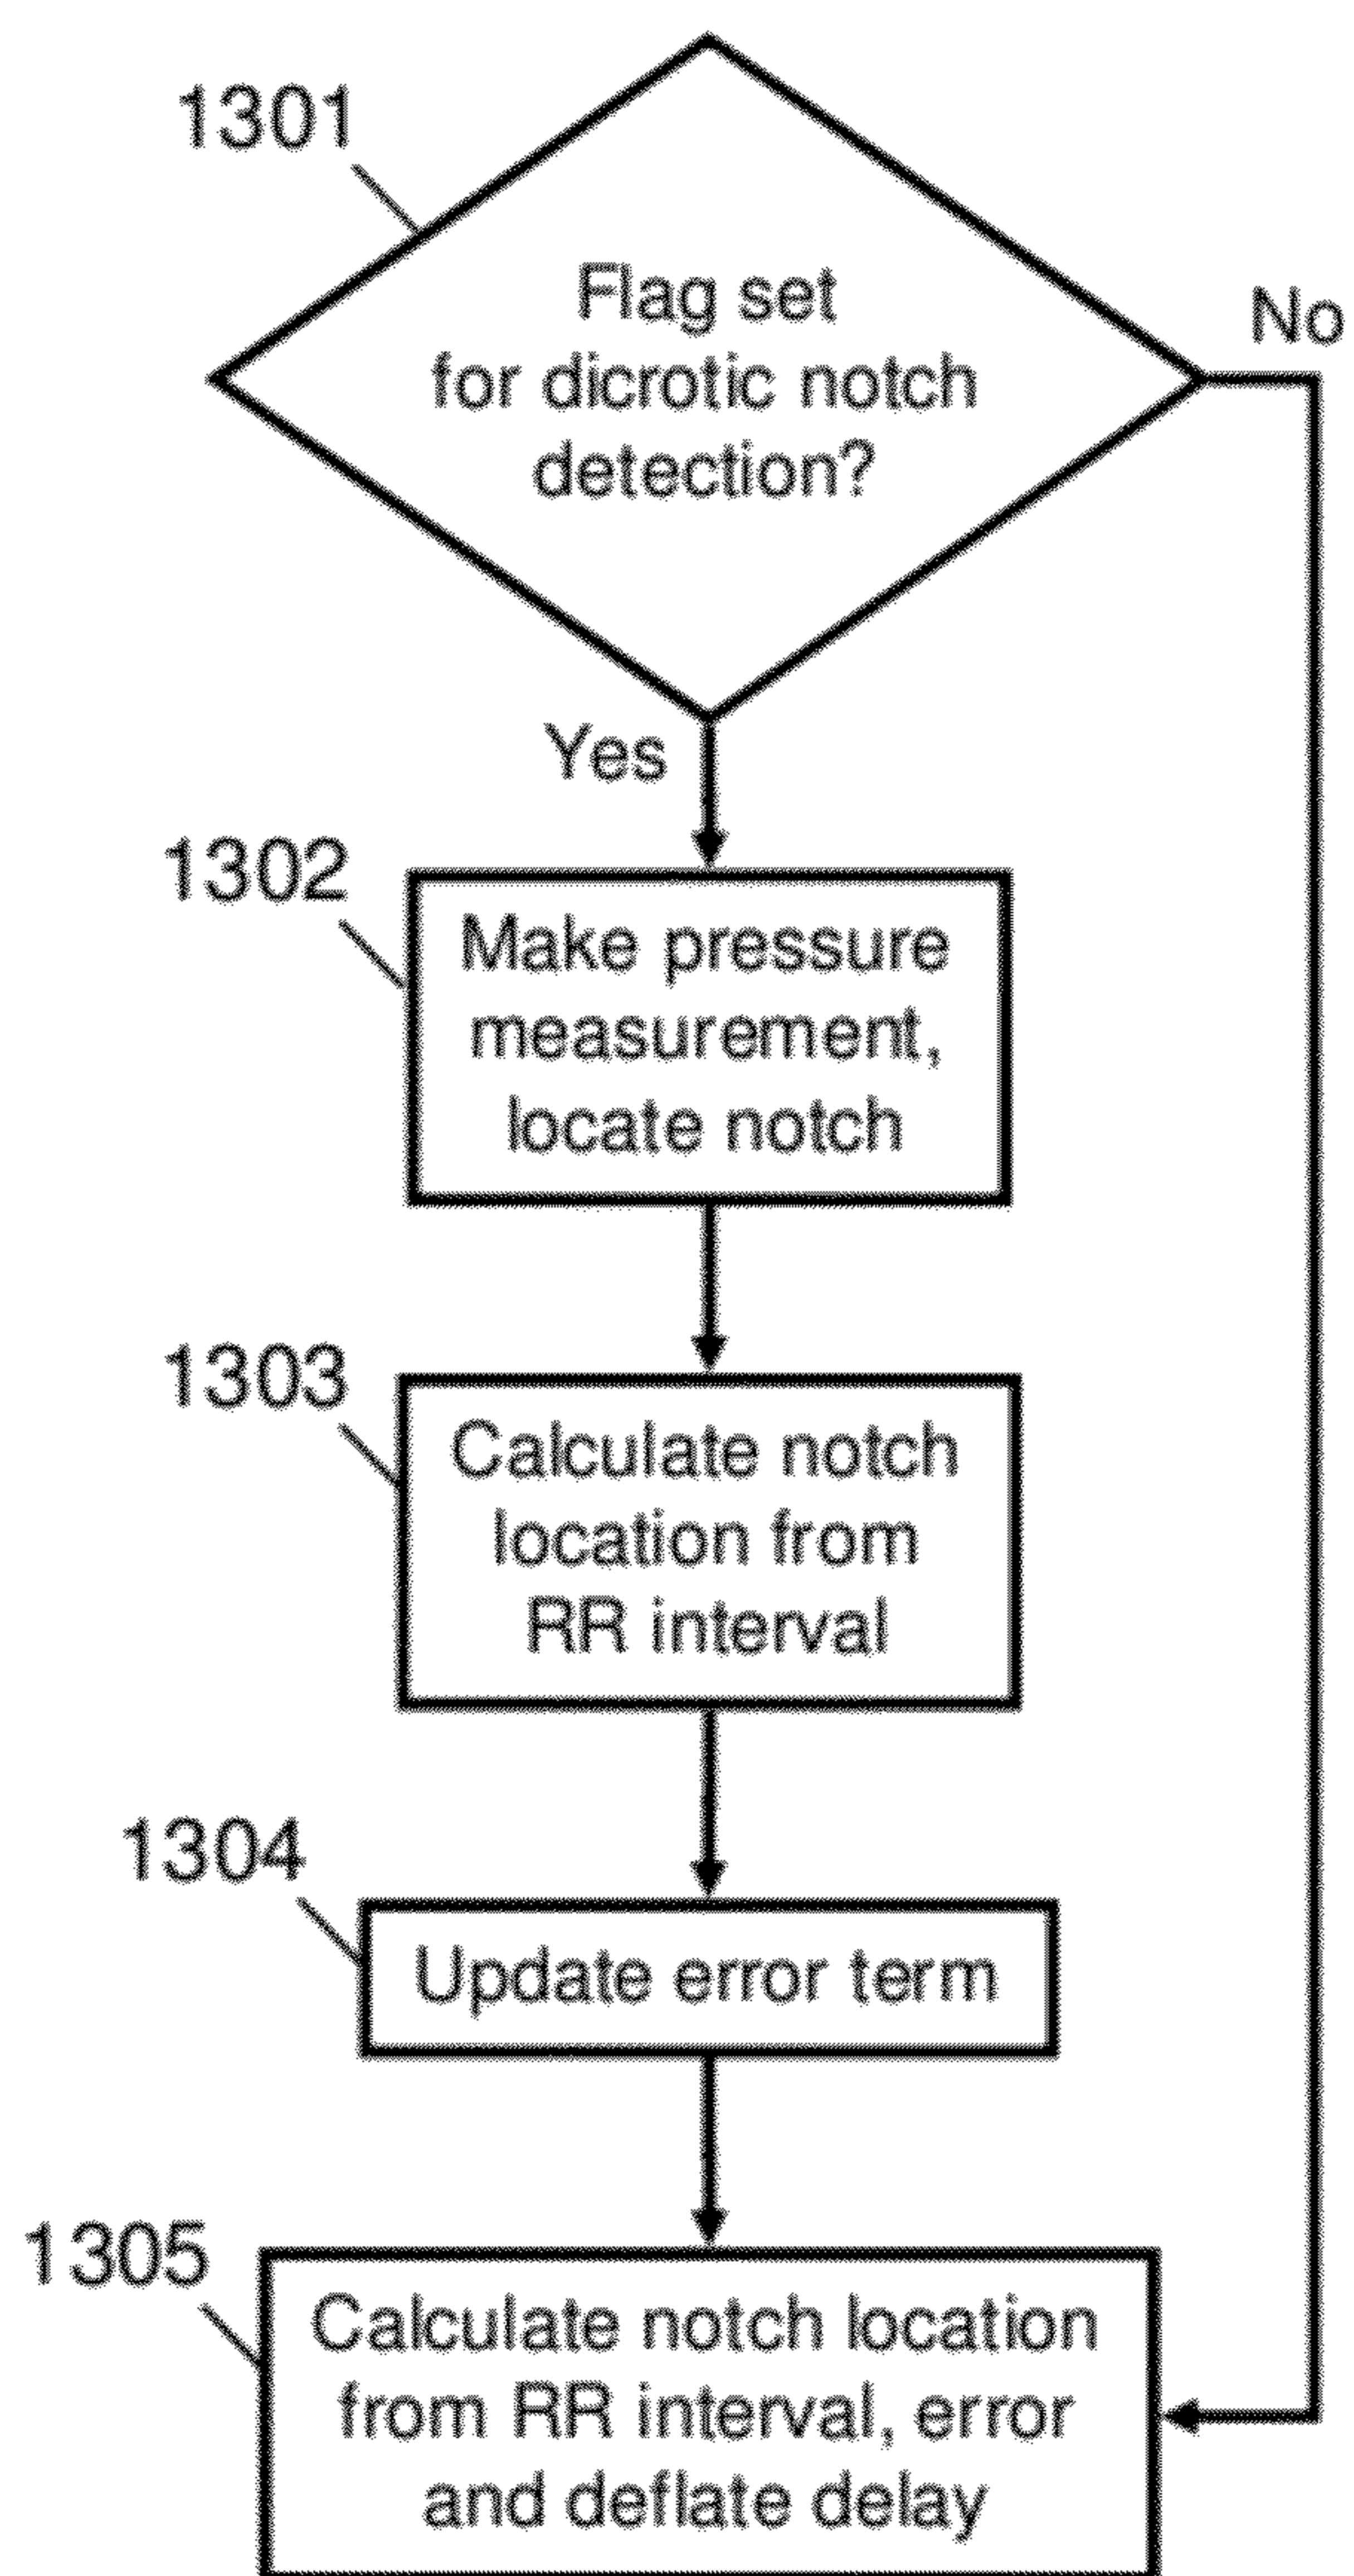 1301
Flag set
for dicrotic notch
detection?
No
Yes
1302
Make pressure
measurement,
locate notch
1303
Calculate notch
location from
RR interval
1304
Update error term
1305
Calculate notch location
from RR interval, error
and deflate delay